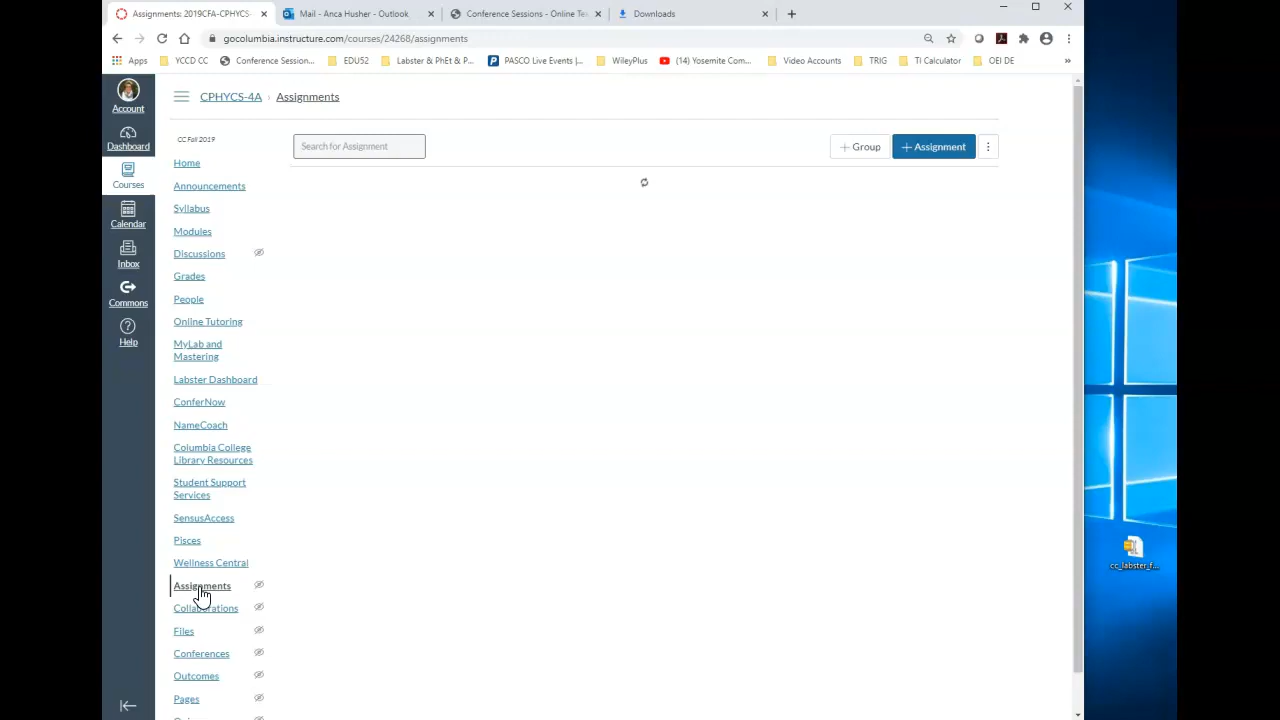 Assignments: 2019CFA-CPHYCS-
Mail - Anca Husher - Outlook
Conference Sessions - Online Te
Downloads
gocolumbia.instructure.com/courses/24268/assignments
Apps
YCCD CC
Conference Session...
EDU52
Labster & PhEt & P...
PASCO Live Events |...
WileyPlus
(14) Yosemite Com...
Video Accounts
TRIG
TI Calculator
OEI DE
»
Account
Dashboard
Courses
Calendar
Inbox
Commons
Help
CPHYCS-4A › Assignments
CC Fall 2019
Home
Announcements
Syllabus
Modules
Discussions
Grades
People
Online Tutoring
MyLab and
Mastering
Labster Dashboard
ConferNow
NameCoach
Columbia College
Library Resources
Student Support
Services
SensusAccess
Pisces
Wellness Central
Assignments
Collaborations
Files
Conferences
Outcomes
Pages
Search for Assignment
+ Group
+ Assignment
cc_labster_f...